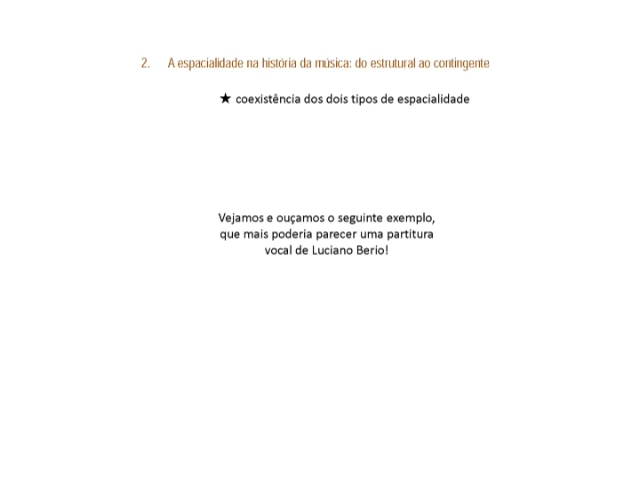 2. A espacialidade na história da música: do estrutural ao contingente
★ coexistência dos dois tipos de espacialidade
Vejamos e ouçamos o seguinte exemplo,
que mais poderia parecer uma partitura
vocal de Luciano Berio!